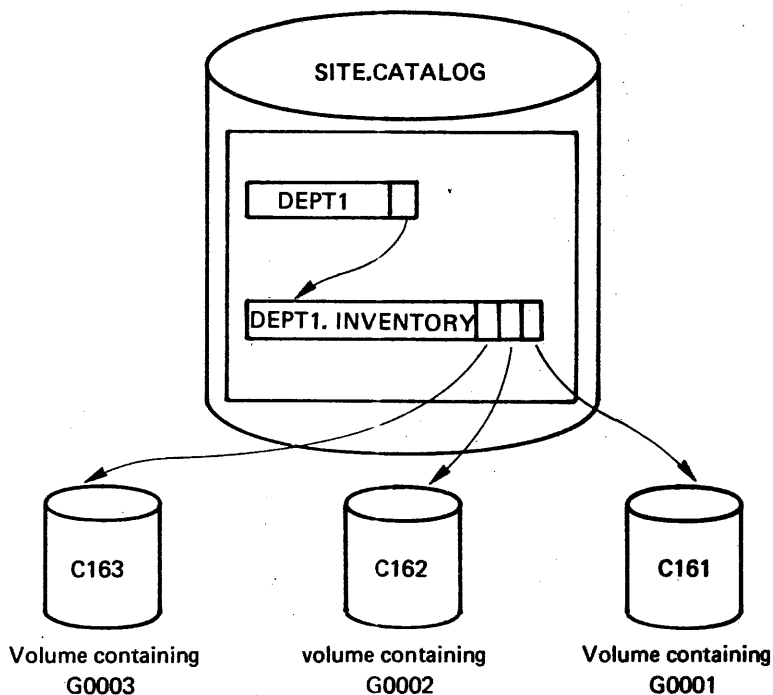 SITE.CATALOG
DEPT1
DEPT1. INVENTORY
C163
C162
C161
Volume containing
G0003
volume containing
G0002
Volume containing
G0001